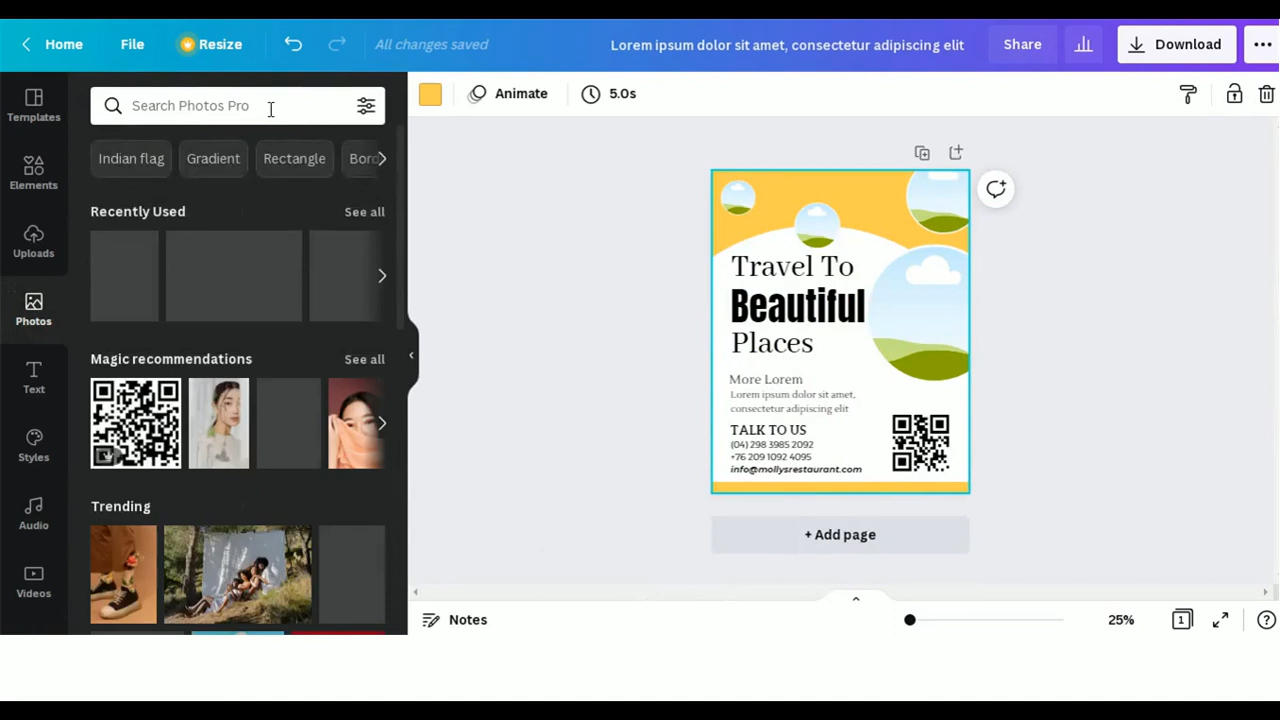 Home
File
Resize
All changes saved
Lorem ipsum dolor sit amet, consectetur adipiscing elit
Share
Download
Templates
Elements
Uploads
Photos
Text
Styles
Audio
Videos
Search Photos Pro
Indian flag
Gradient
Rectangle
Bord
Recently Used
See all
Magic recommendations
See all
Trending
Animate
5.0s
Travel To
Beautiful
Places
More Lorem
Lorem ipsum dolor sit amet,
consectetur adipiscing elit
TALK TO US
(04) 298 3985 2092
+76 209 1092 4095
info@mollysrestaurant.com
+ Add page
Notes
25%
1